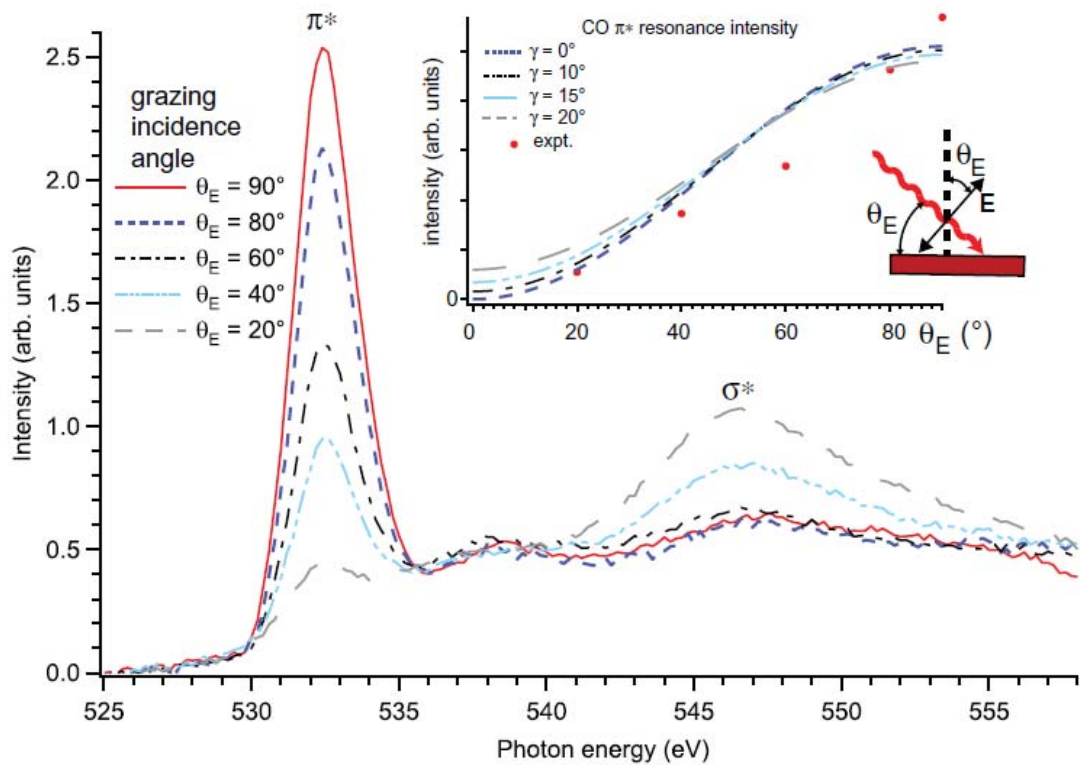 π*
grazing
incidence
angle
θE = 90°
θE = 80°
θE = 60°
θE = 40°
θE = 20°
Intensity (arb. units)
2.5
2.0
1.5
1.0
0.5
0.0
525
530
535
540
545
550
555
Photon energy (eV)
σ*
CO π* resonance intensity
γ = 0°
γ = 10°
γ = 15°
γ = 20°
expt.
intensity (arb. units)
0
0
20
40
60
80
θE (°)
θE
E
θE